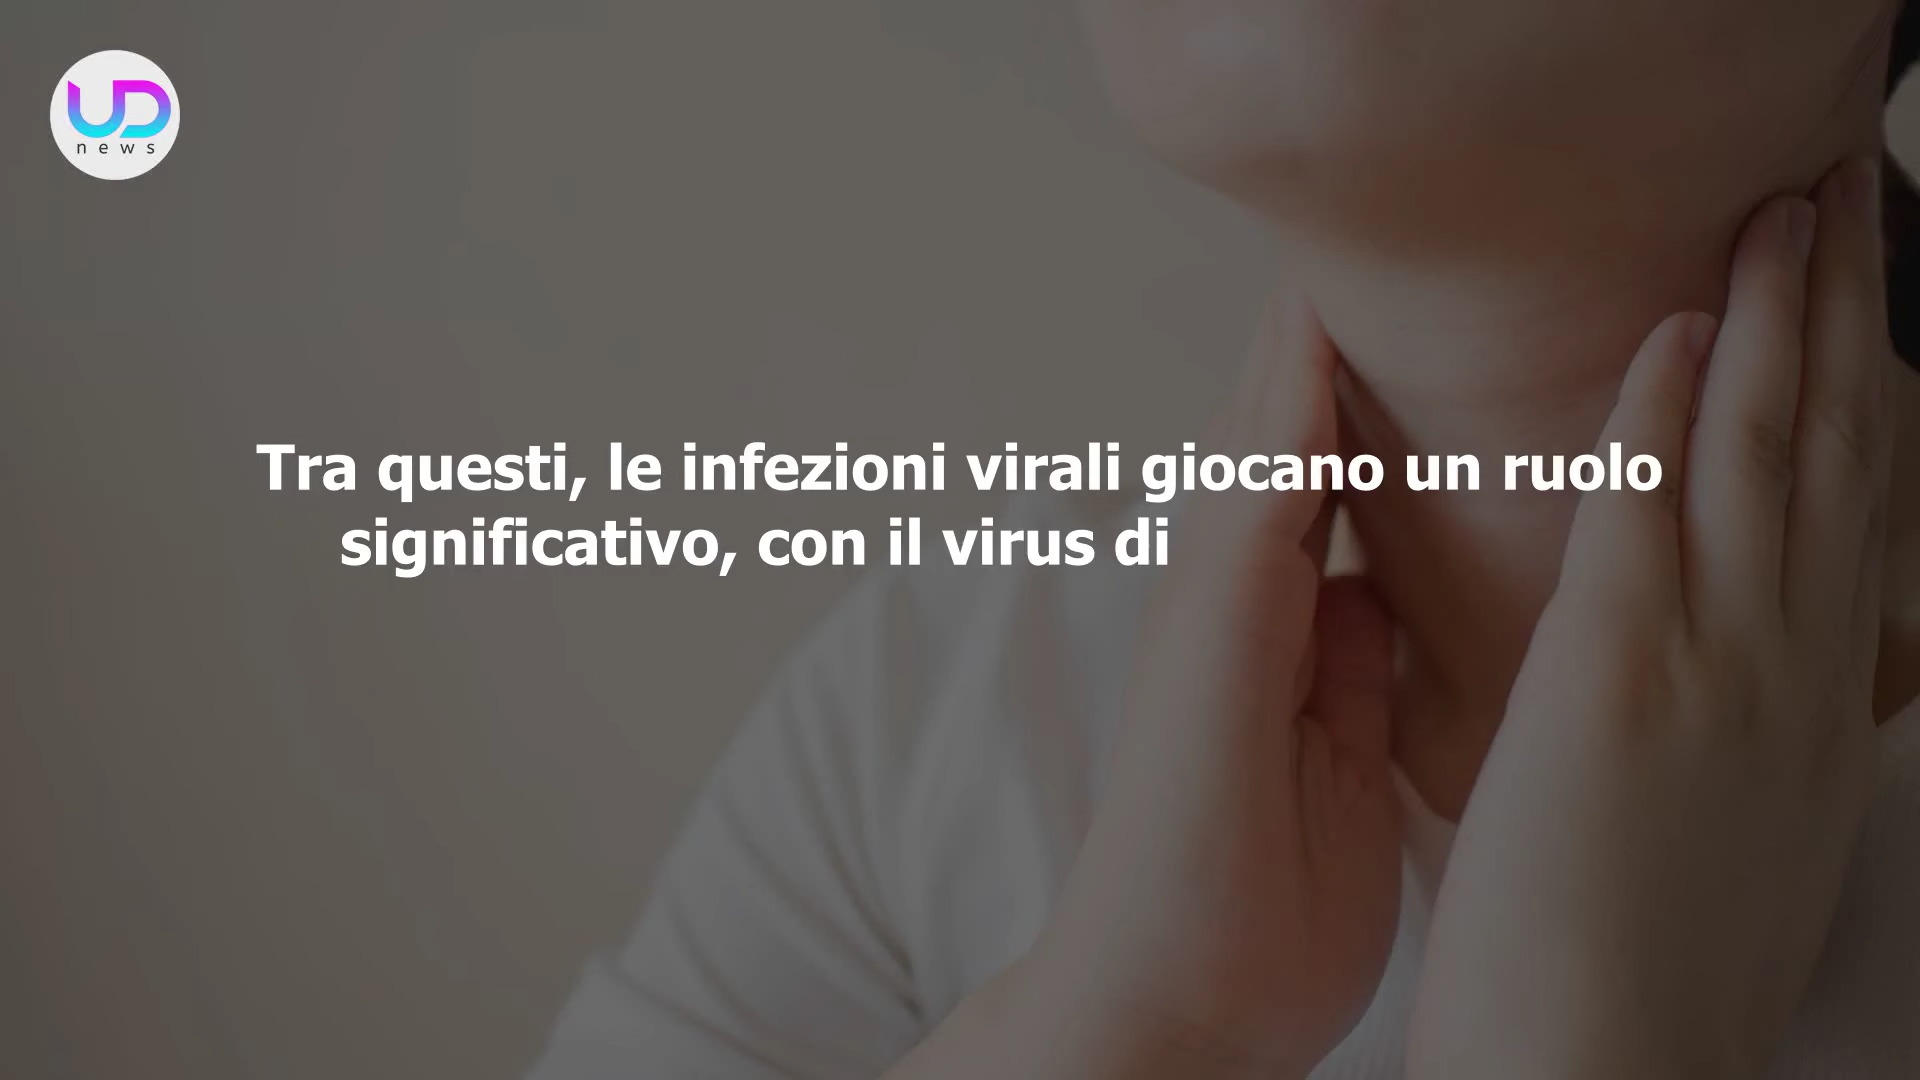 UD
news
Tra questi, le infezioni virali giocano un ruolo
significativo, con il virus di